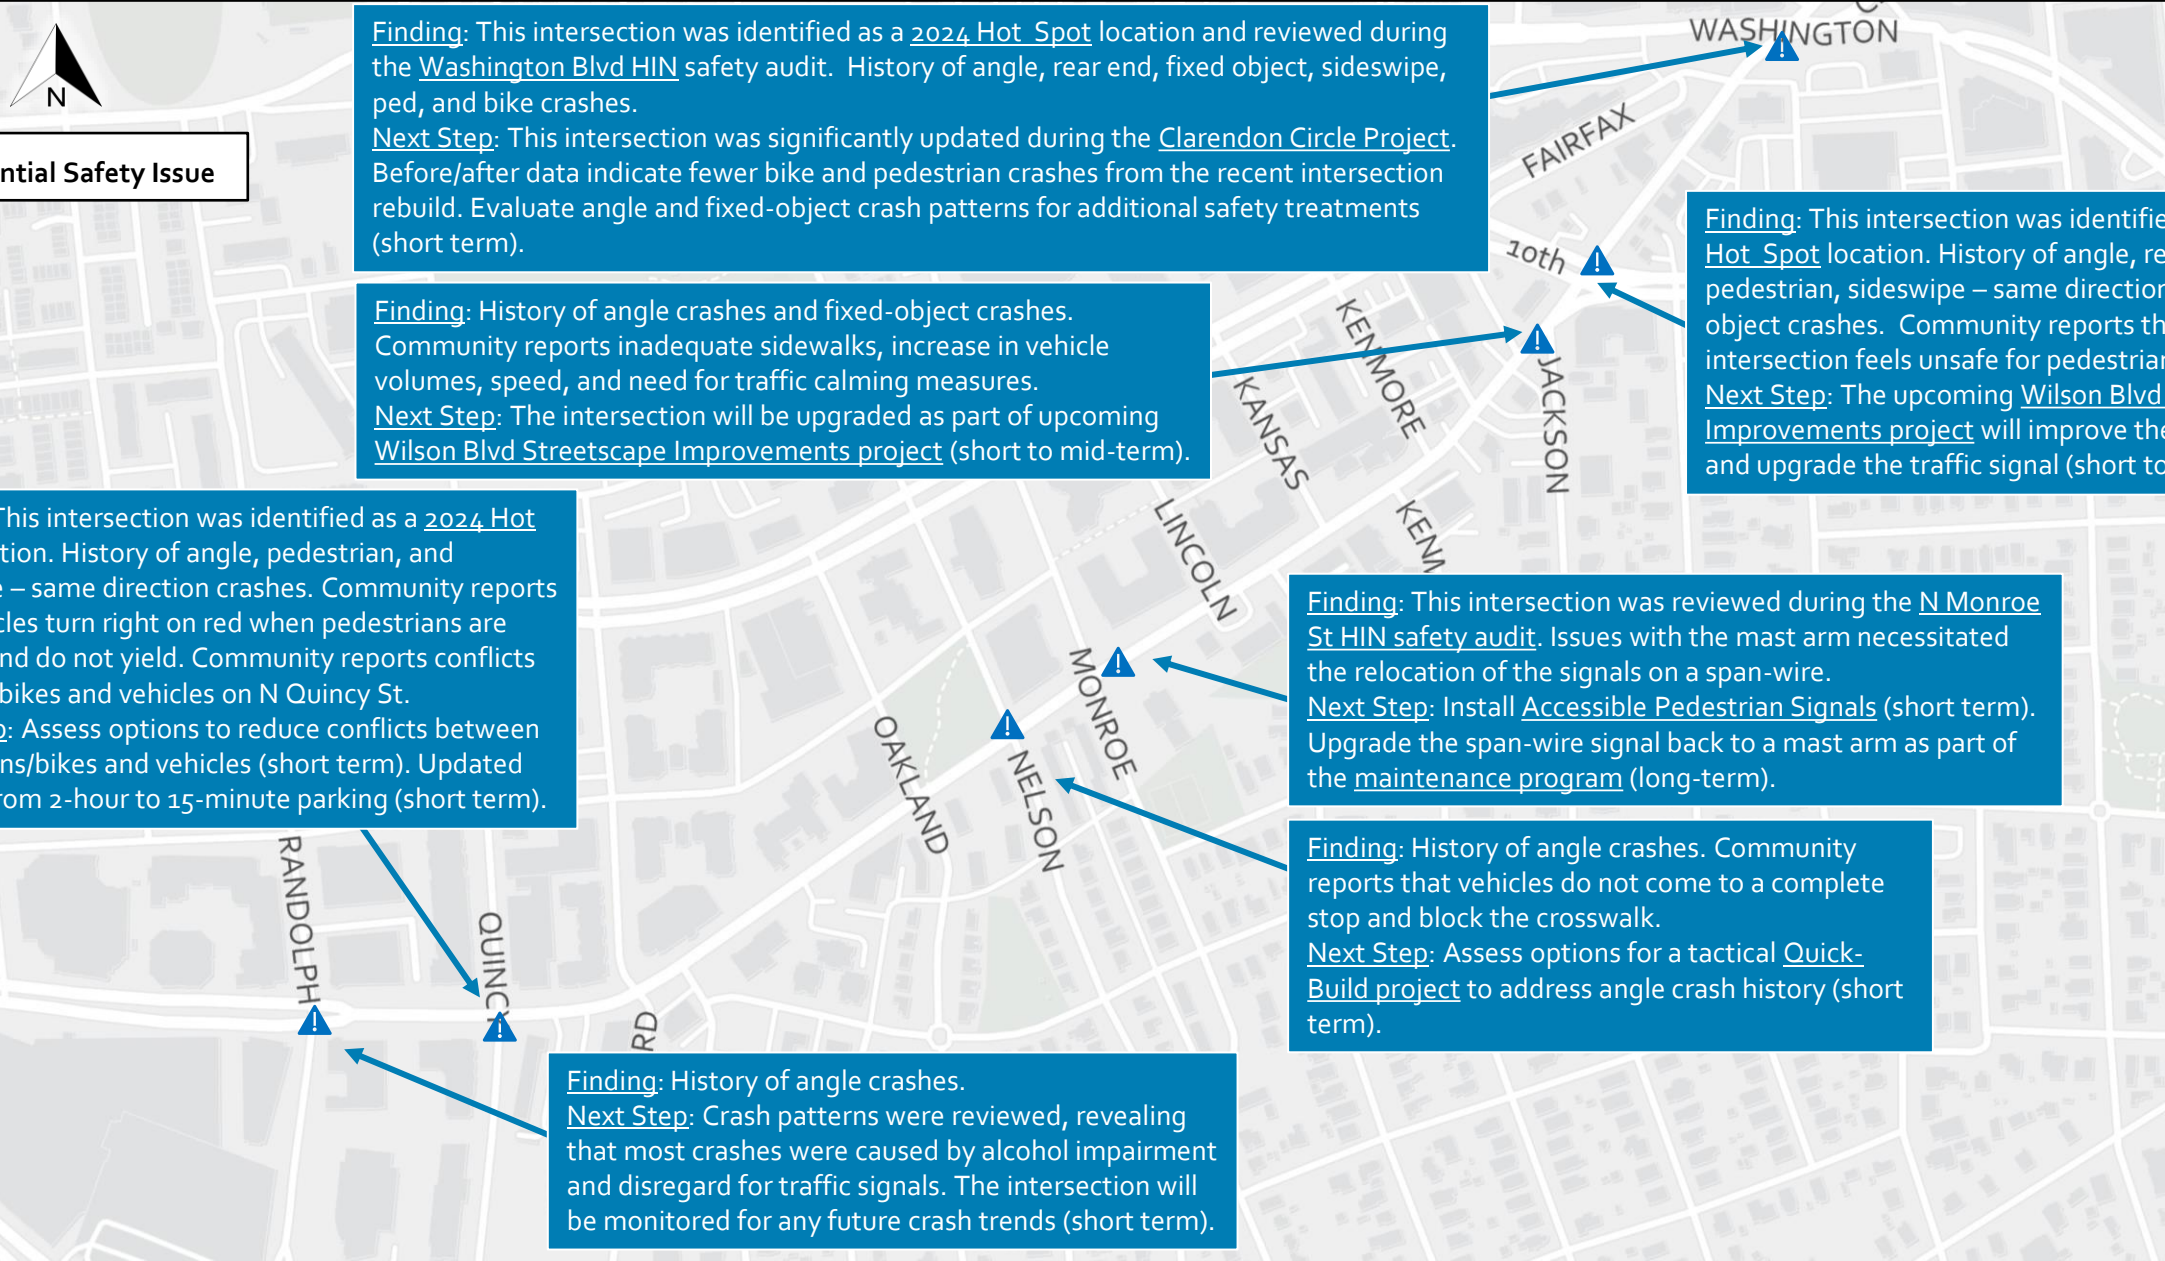 WASHINGTON
N
ntial Safety Issue
Finding: This intersection was identified as a 2024 Hot Spot location and reviewed during
the Washington Blvd HIN safety audit. History of angle, rear end, fixed object, sideswipe,
ped, and bike crashes.
Next Step: This intersection was significantly updated during the Clarendon Circle Project.
Before/after data indicate fewer bike and pedestrian crashes from the recent intersection
rebuild. Evaluate angle and fixed-object crash patterns for additional safety treatments
(short term).
FAIRFAX
10th
Finding: This intersection was identifie
Hot Spot location. History of angle, re
pedestrian, sideswipe – same direction
object crashes. Community reports th
intersection feels unsafe for pedestrian
Next Step: The upcoming Wilson Blvd
Improvements project will improve the
and upgrade the traffic signal (short to
Finding: History of angle crashes and fixed-object crashes.
Community reports inadequate sidewalks, increase in vehicle
volumes, speed, and need for traffic calming measures.
Next Step: The intersection will be upgraded as part of upcoming
Wilson Blvd Streetscape Improvements project (short to mid-term).
KENMORE
KANSAS
JACKSON
LINCOLN
KENM
This intersection was identified as a 2024 Hot
tion. History of angle, pedestrian, and
e – same direction crashes. Community reports
cles turn right on red when pedestrians are
nd do not yield. Community reports conflicts
bikes and vehicles on N Quincy St.
p: Assess options to reduce conflicts between
ns/bikes and vehicles (short term). Updated
rom 2-hour to 15-minute parking (short term).
MONROE
OAKLAND
NELSON
Finding: This intersection was reviewed during the N Monroe
St HIN safety audit. Issues with the mast arm necessitated
the relocation of the signals on a span-wire.
Next Step: Install Accessible Pedestrian Signals (short term).
Upgrade the span-wire signal back to a mast arm as part of
the maintenance program (long-term).
Finding: History of angle crashes. Community
reports that vehicles do not come to a complete
stop and block the crosswalk.
Next Step: Assess options for a tactical Quick-
Build project to address angle crash history (short
term).
RANDOLPH
QUINCY
RD
Finding: History of angle crashes.
Next Step: Crash patterns were reviewed, revealing
that most crashes were caused by alcohol impairment
and disregard for traffic signals. The intersection will
be monitored for any future crash trends (short term).